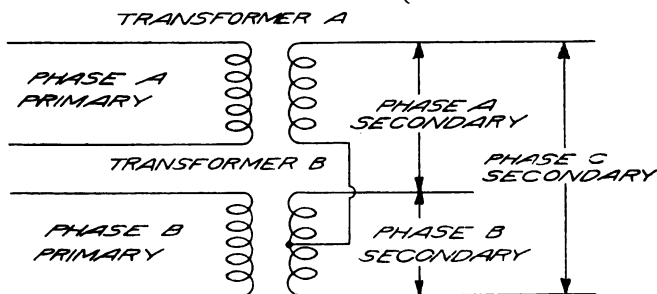 TRANSFORMER A
PHASE A
PRIMARY
PHASE A
SECONDARY
TRANSFORMER B
PHASE C
SECONDARY
PHASE B
PRIMARY
PHASE B
SECONDARY